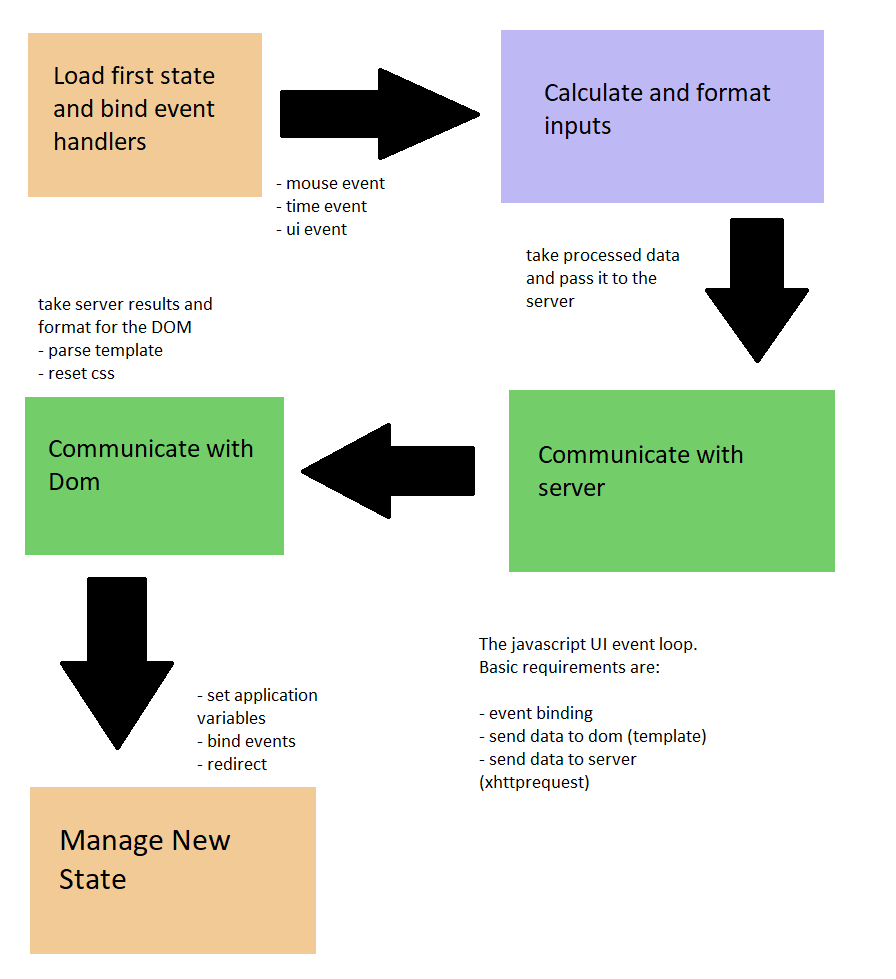 Load first state
and bind event
handlers
- mouse event
- time event
- ui event
Calculate and format
inputs
take processed data
and pass it to the
server
Communicate with
server
take server results and
format for the DOM
- parse template
- reset css
Communicate with
Dom
- set application
variables
- bind events
- redirect
Manage New
State
The javascript UI event loop.
Basic requirements are:
- event binding
- send data to dom (template)
- send data to server
(xhttprequest)